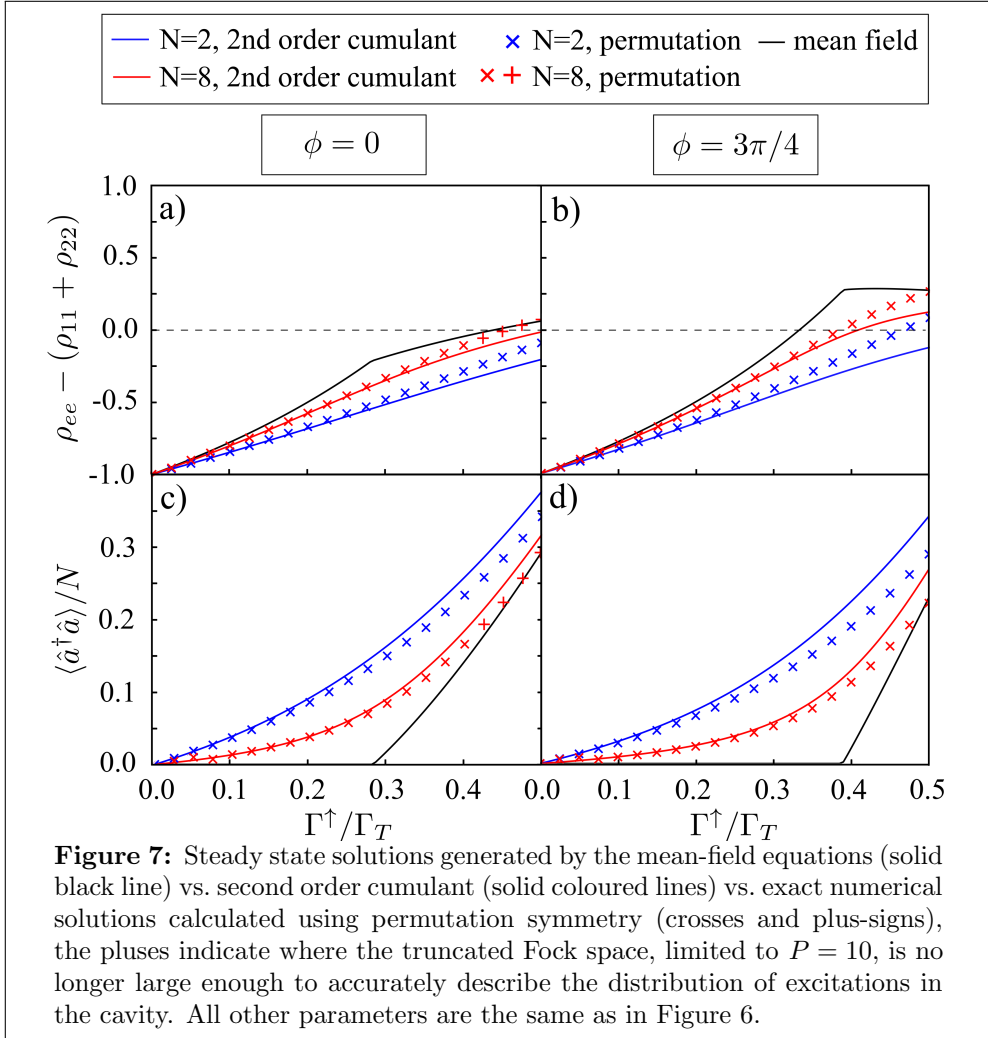 N=2, 2nd order cumulant × N=2, permutation — mean field
N=8, 2nd order cumulant × + N=8, permutation
ϕ = 0
ϕ = 3π/4
ρee − (ρ11 + ρ22)
1.0
0.5
0.0
-0.5
-1.0
a)
b)
⟨â†â⟩/N
0.3
0.2
0.1
0.0
c)
d)
0.0 0.1 0.2 0.3 0.4 0.0 0.1 0.2 0.3 0.4 0.5
Γ↑/ΓT
Γ↑/ΓT
Figure 7: Steady state solutions generated by the mean-field equations (solid
black line) vs. second order cumulant (solid coloured lines) vs. exact numerical
solutions calculated using permutation symmetry (crosses and plus-signs),
the pluses indicate where the truncated Fock space, limited to P = 10, is no
longer large enough to accurately describe the distribution of excitations in
the cavity. All other parameters are the same as in Figure 6.